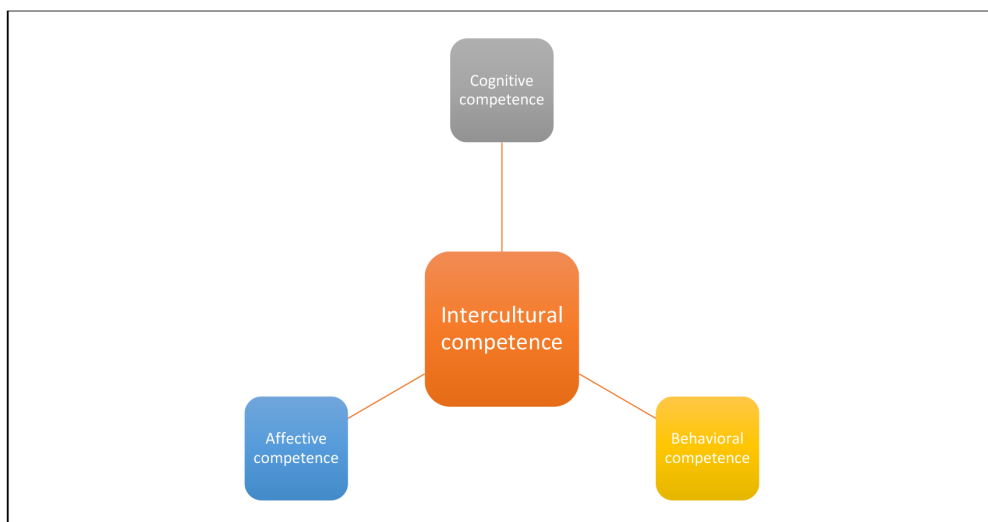 Cognitive
competence
Intercultural
competence
Affective
competence
Behavioral
competence